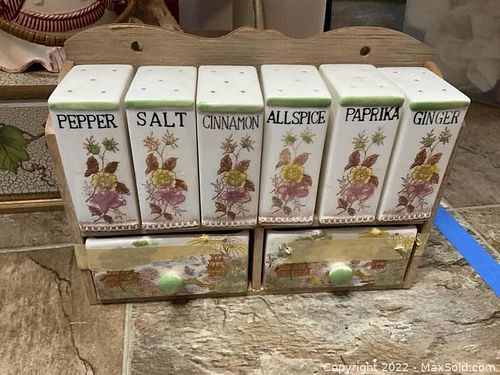 PEPPER SALT CINNAMON ALLSPICE PAPRIKA GINGER
Copyright 2022 - MaxSold.com